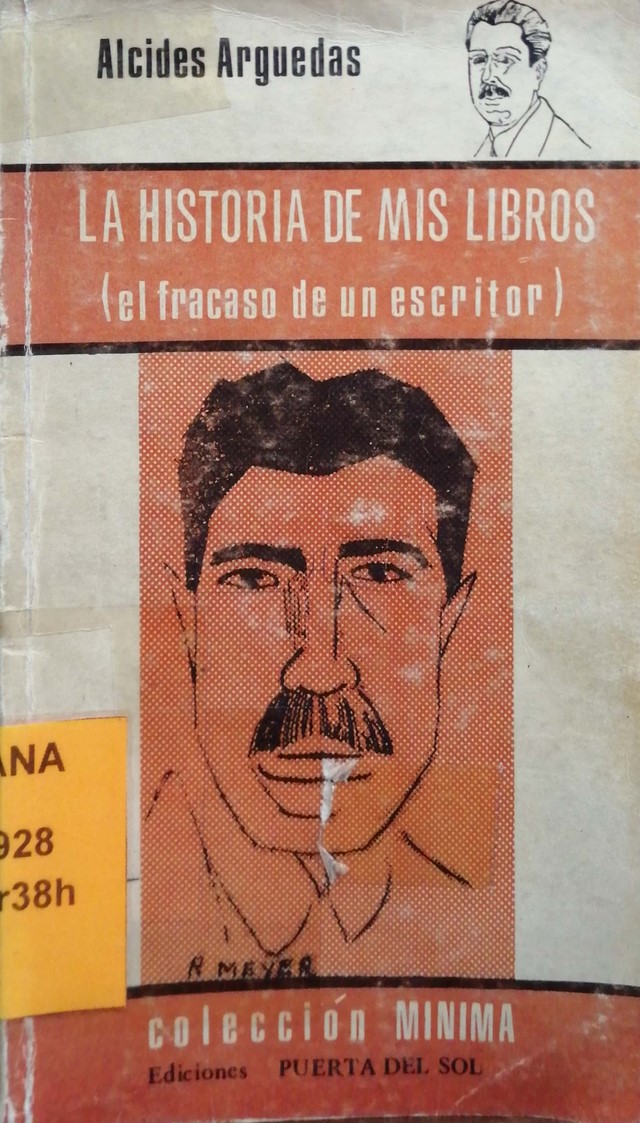 Alcides Arguedas
LA HISTORIA DE MIS LIBROS
(el fracaso de un escritor)
ANA
928
r38h
R MEYER
colección MINIMA
Ediciones PUERTA DEL SOL